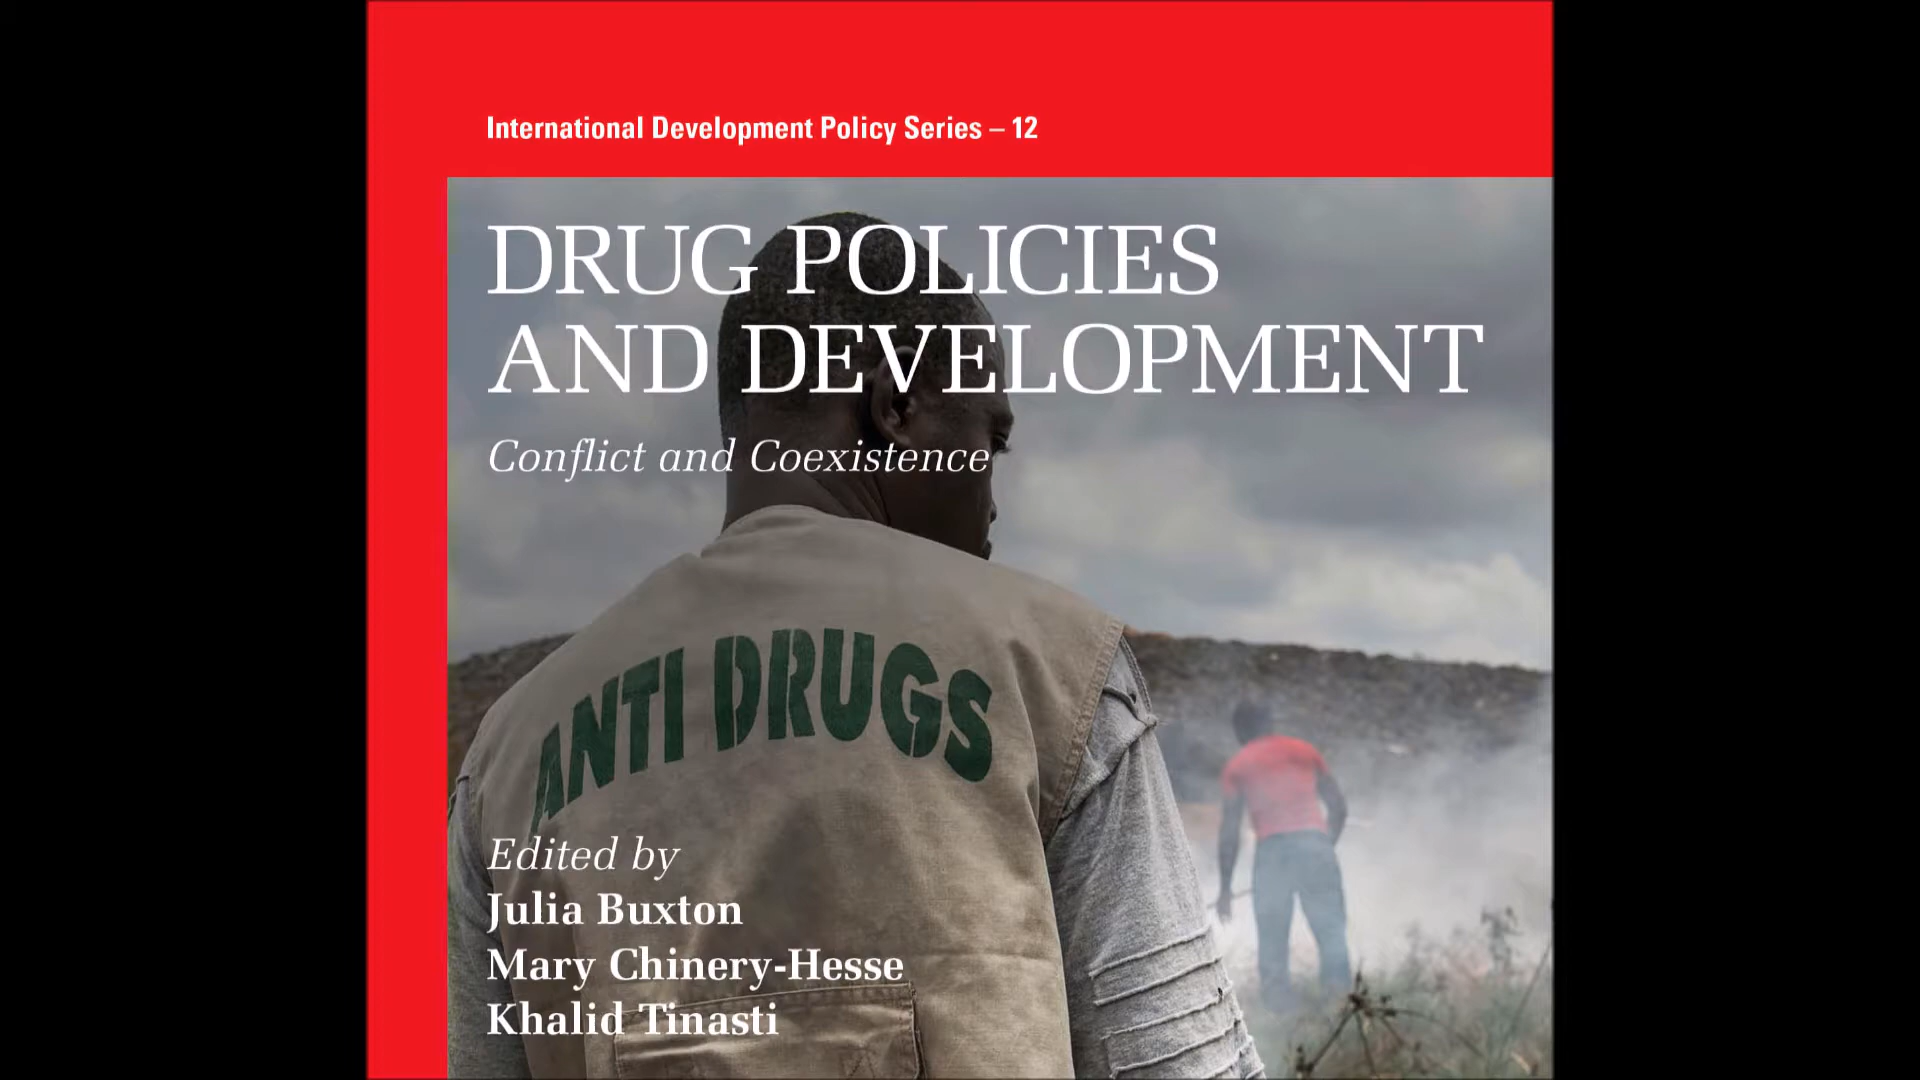 International Development Policy Series – 12
DRUG POLICIES
AND DEVELOPMENT
Conflict and Coexistence
ANTI DRUGS
Edited by
Julia Buxton
Mary Chinery-Hesse
Khalid Tinasti